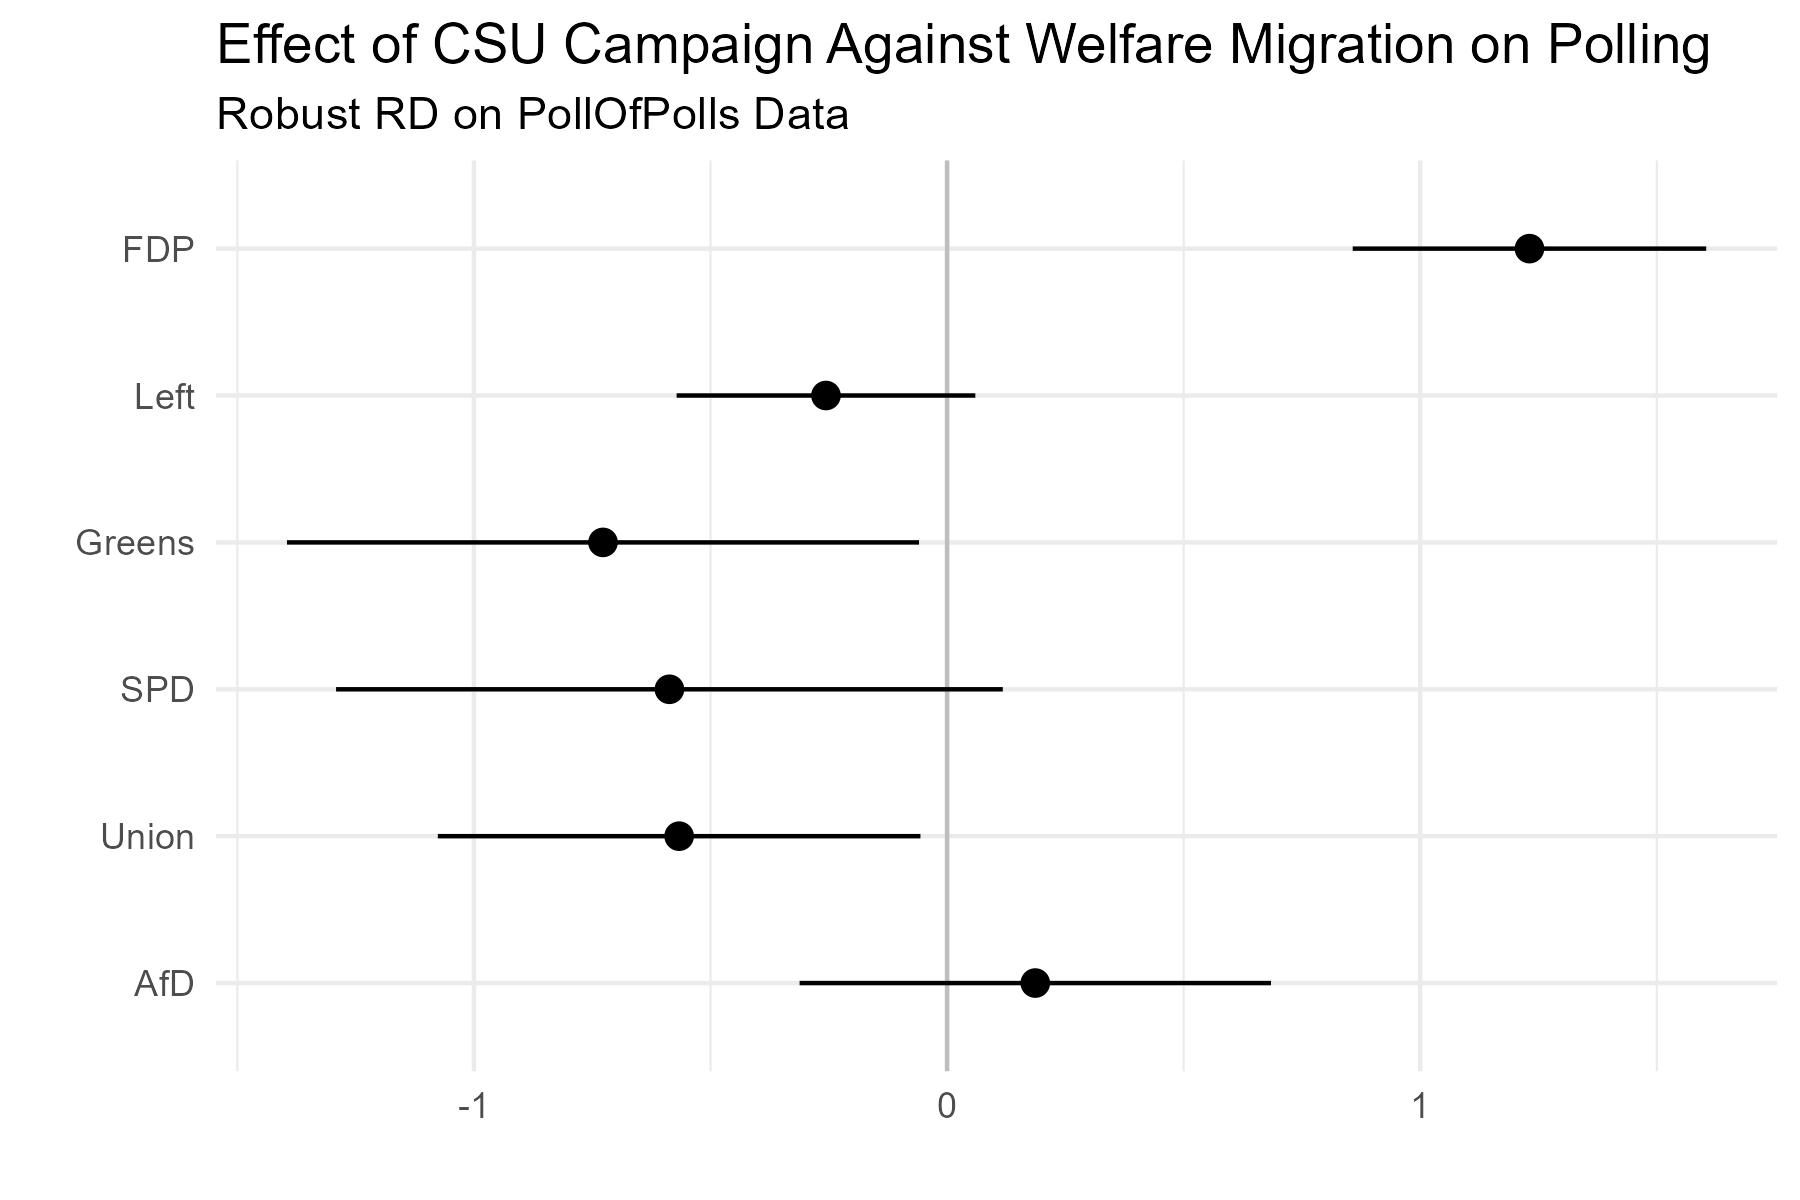 Effect of CSU Campaign Against Welfare Migration on Polling
Robust RD on PollOfPolls Data
FDP
Left
Greens
SPD
Union
AfD
-1 0 1